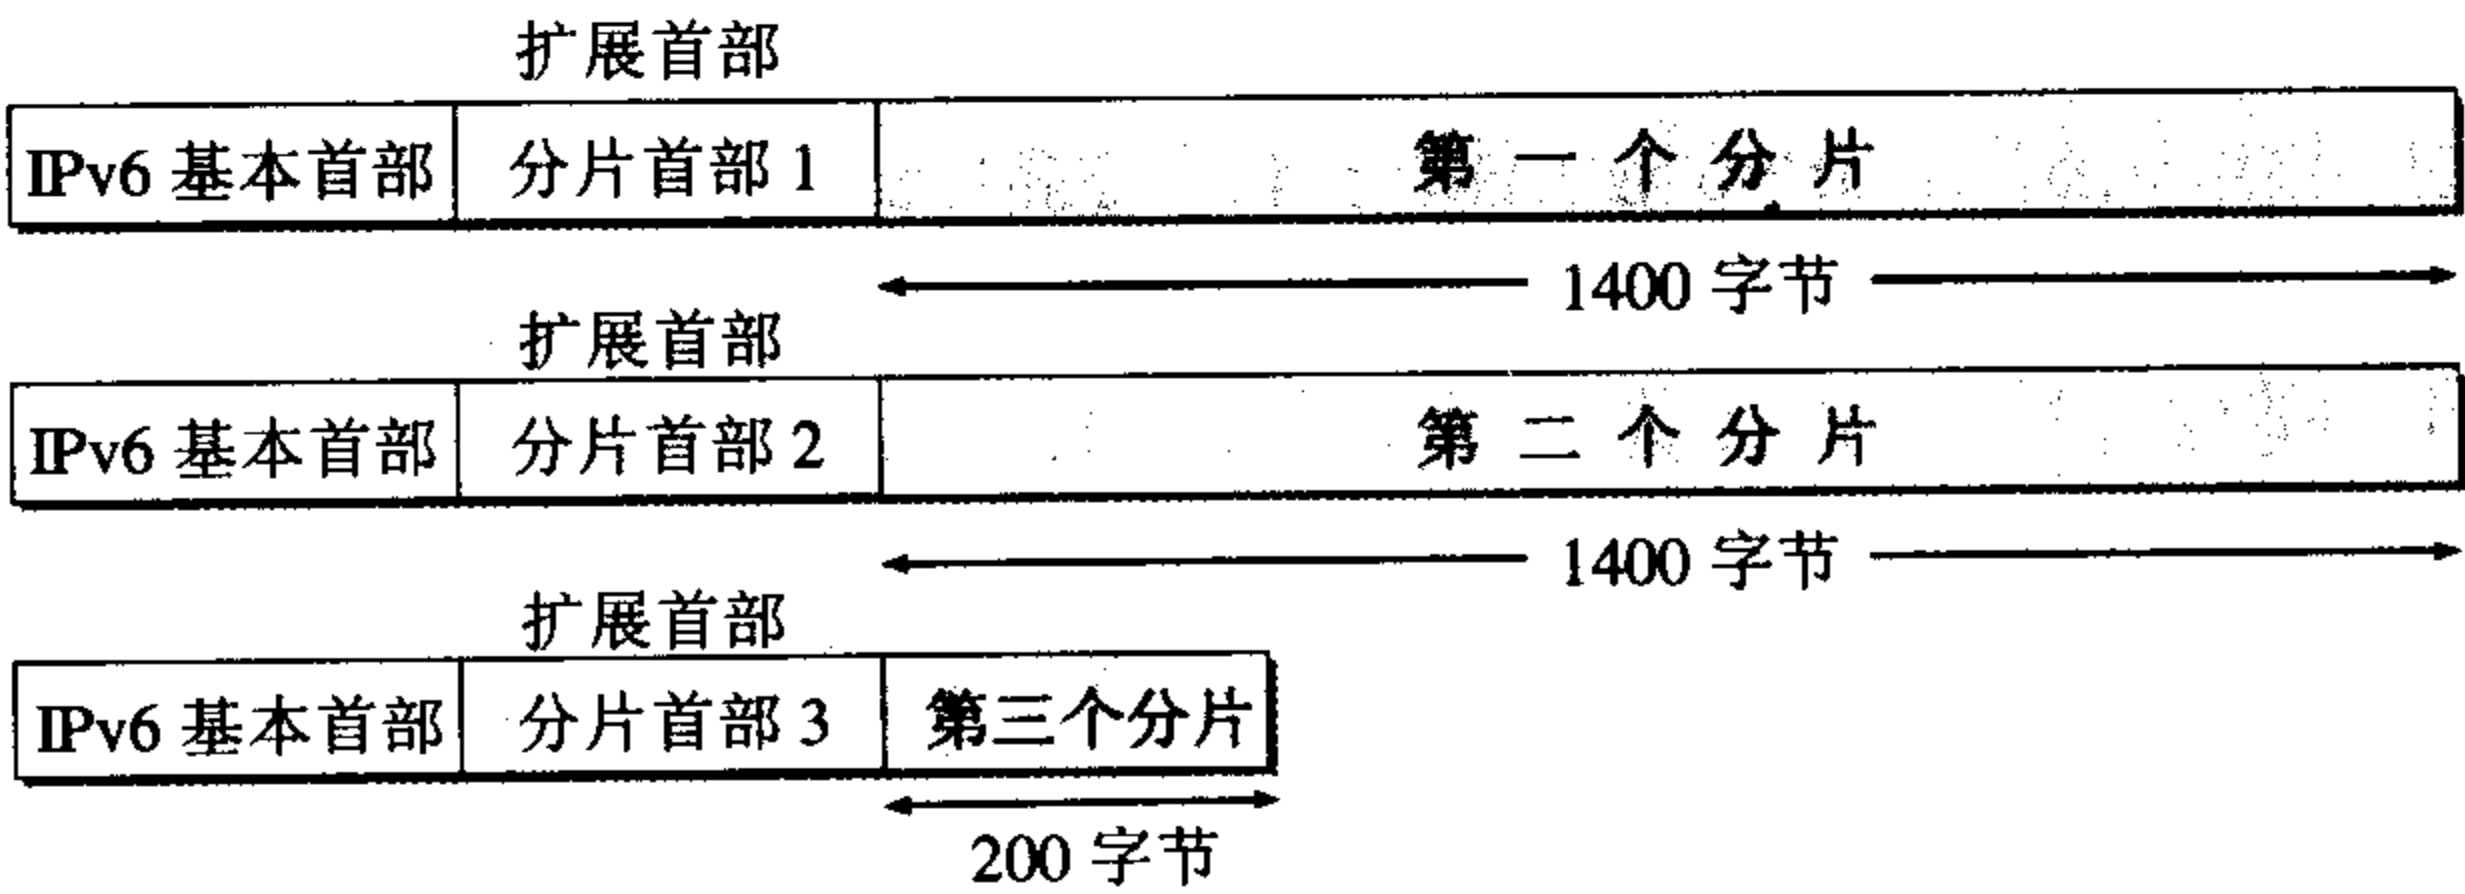 扩展首部
IPv6 基本首部 分片首部 1 第一个分片
1400 字节
扩展首部
IPv6 基本首部 分片首部 2 第二个分片
1400 字节
扩展首部
IPv6 基本首部 分片首部 3 第三个分片
200 字节